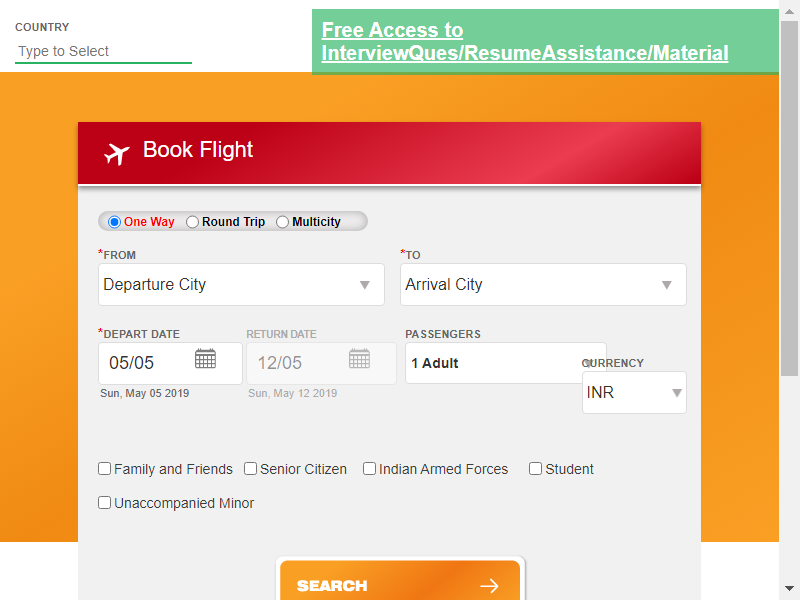 COUNTRY
Type to Select
Free Access to
InterviewQues/ResumeAssistance/Material
Book Flight
One Way Round Trip Multicity
*FROM *TO
Departure City Arrival City
*DEPART DATE RETURN DATE PASSENGERS
05/05 12/05 1 Adult
CURRENCY
INR
Sun, May 05 2019 Sun, May 12 2019
Family and Friends Senior Citizen Indian Armed Forces Student
Unaccompanied Minor
SEARCH